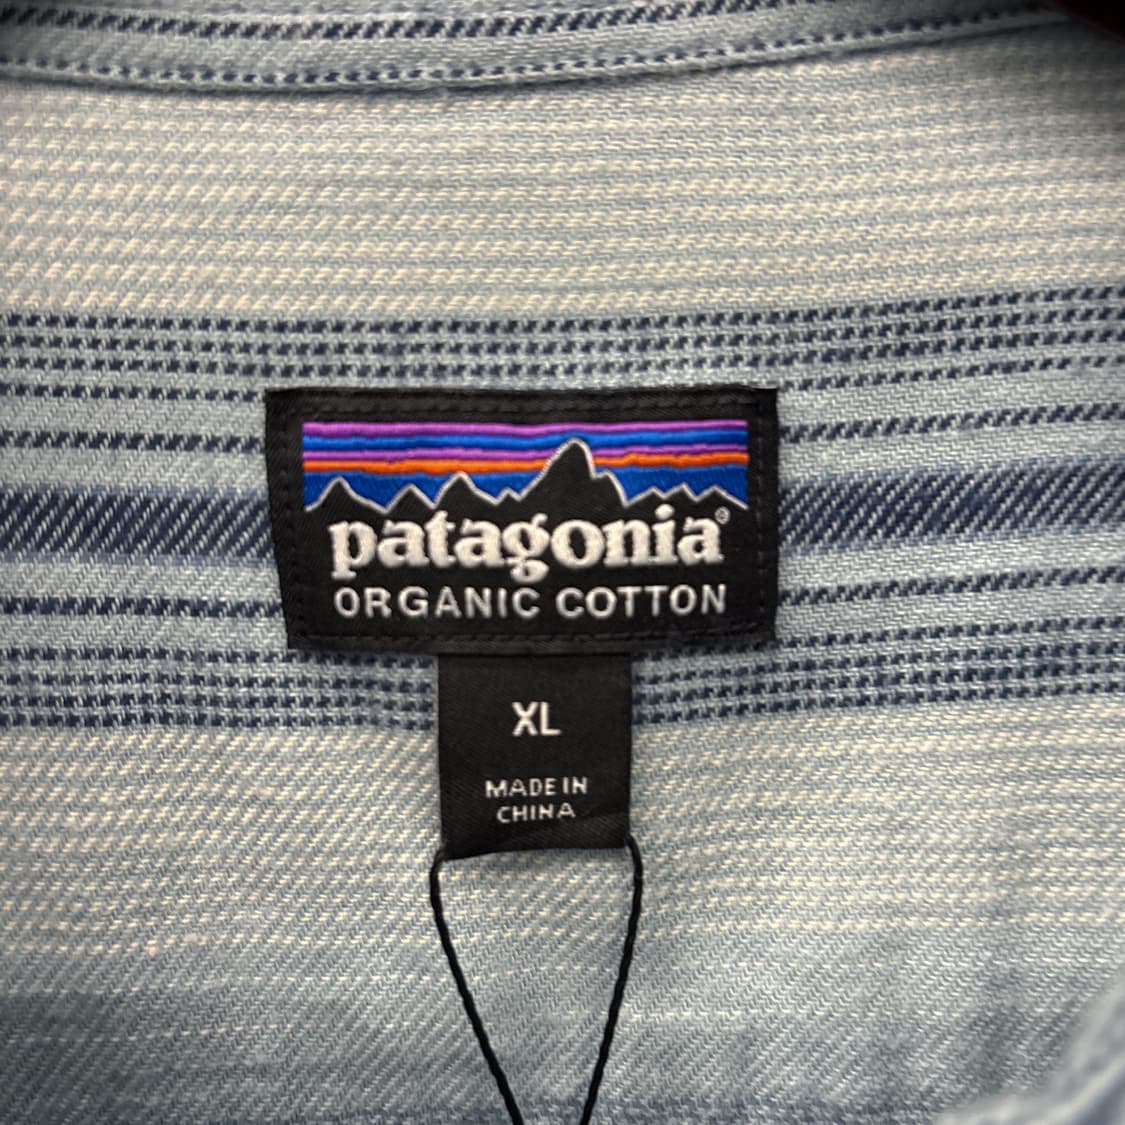 patagonia®
ORGANIC COTTON
XL
MADE IN
CHINA